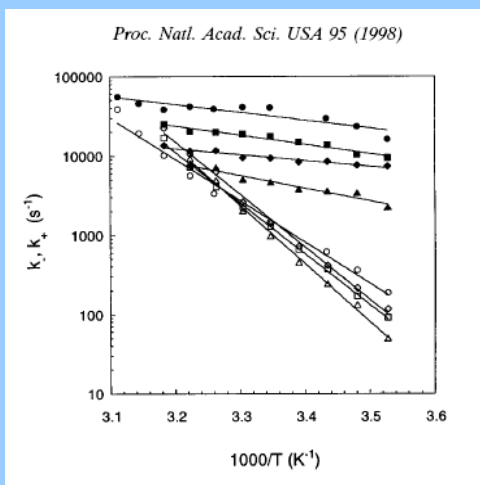 Proc. Natl. Acad. Sci. USA 95 (1998)
100000
10000
1000
100
10
k-, k+ (s-1)
3.1 3.2 3.3 3.4 3.5 3.6
1000/T (K-1)